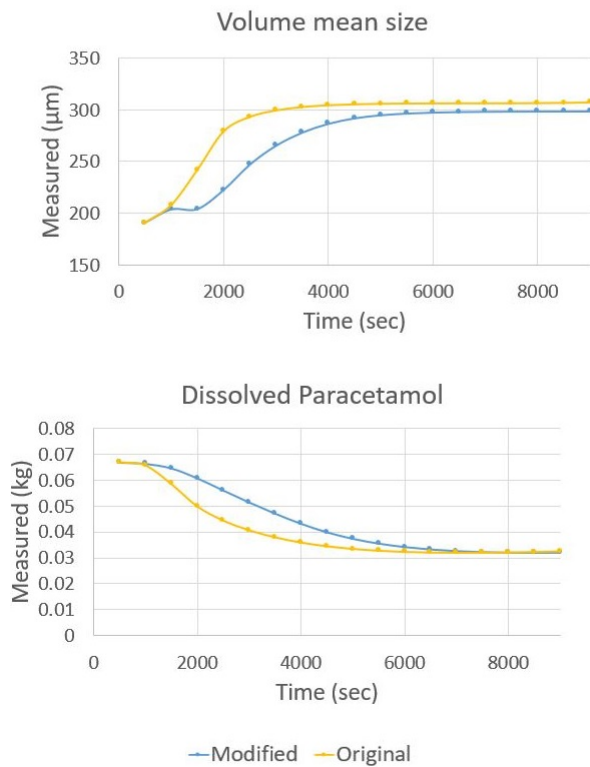 Volume mean size
350
300
250
200
150
Measured (µm)
0 2000 4000 6000 8000
Time (sec)
Dissolved Paracetamol
0.08
0.07
0.06
0.05
0.04
0.03
0.02
0.01
0
Measured (kg)
0 2000 4000 6000 8000
Time (sec)
Modified Original